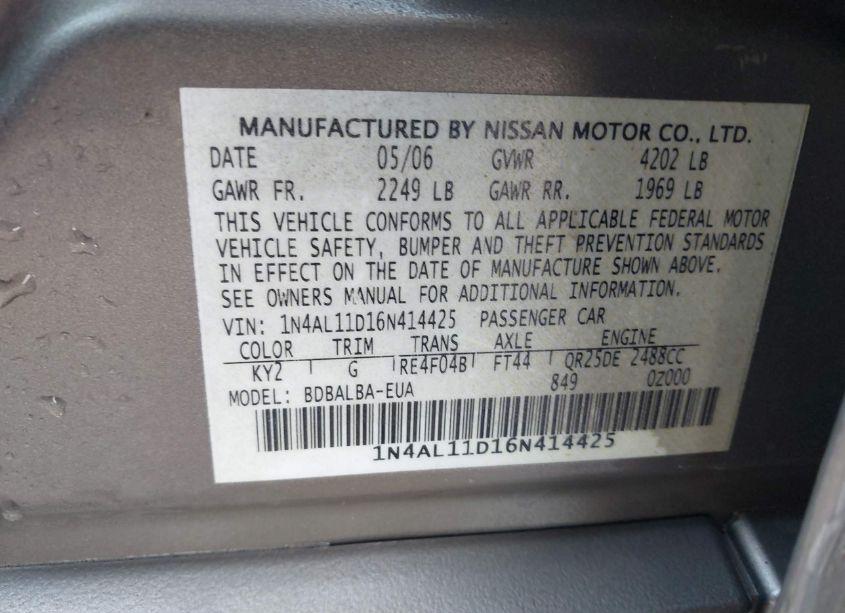 MANUFACTURED BY NISSAN MOTOR CO., LTD.
DATE 05/06 GVWR 4202 LB
GAWR FR. 2249 LB GAWR RR. 1969 LB
THIS VEHICLE CONFORMS TO ALL APPLICABLE FEDERAL MOTOR
VEHICLE SAFETY, BUMPER AND THEFT PREVENTION STANDARDS
IN EFFECT ON THE DATE OF MANUFACTURE SHOWN ABOVE.
SEE OWNERS MANUAL FOR ADDITIONAL INFORMATION.
VIN: 1N4AL11D16N414425 PASSENGER CAR
COLOR TRIM TRANS AXLE ENGINE
KY2 G RE4F04B FT44 QR25DE 2488CC
MODEL: BDBALBA-EUA 849 0Z000
1N4AL11D16N414425